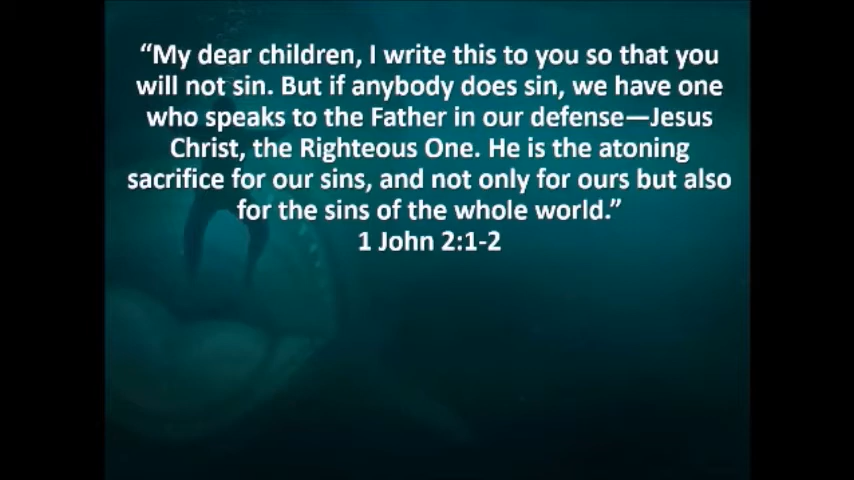 “My dear children, I write this to you so that you
will not sin. But if anybody does sin, we have one
who speaks to the Father in our defense—Jesus
Christ, the Righteous One. He is the atoning
sacrifice for our sins, and not only for ours but also
for the sins of the whole world.”
1 John 2:1-2